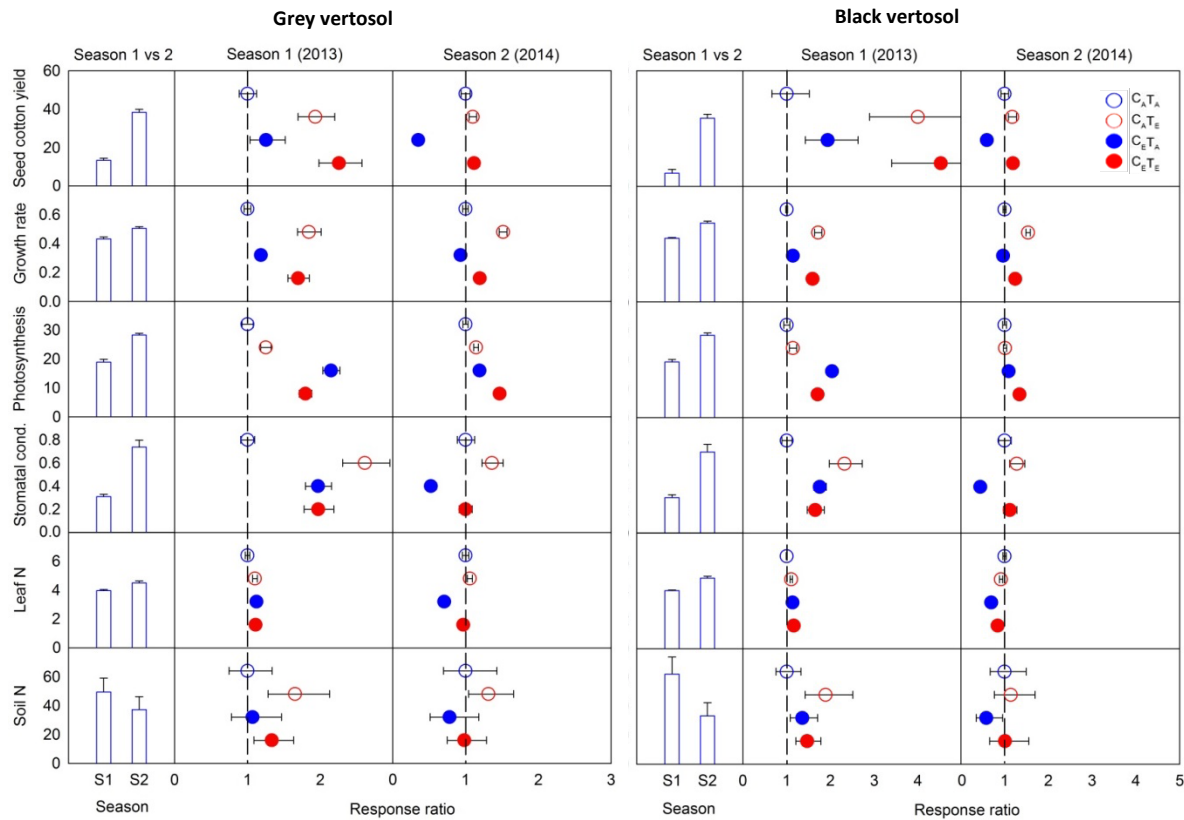 Grey vertosol
Black vertosol
Season 1 vs 2 Season 1 (2013) Season 2 (2014)
Season 1 vs 2 Season 1 (2013) Season 2 (2014)
Seed cotton yield
60
40
20
0
Growth rate
0.6
0.4
0.2
0.0
Photosynthesis
30
20
10
0
Stomatal cond.
0.8
0.6
0.4
0.2
0.0
Leaf N
6
4
2
0
Soil N
60
40
20
0
CATA
CATE
CETA
CETE
S1 S2 0 1 2 0 1 2 3
Season Response ratio
S1 S2 0 1 2 3 4 0 1 2 3 4 5
Season Response ratio